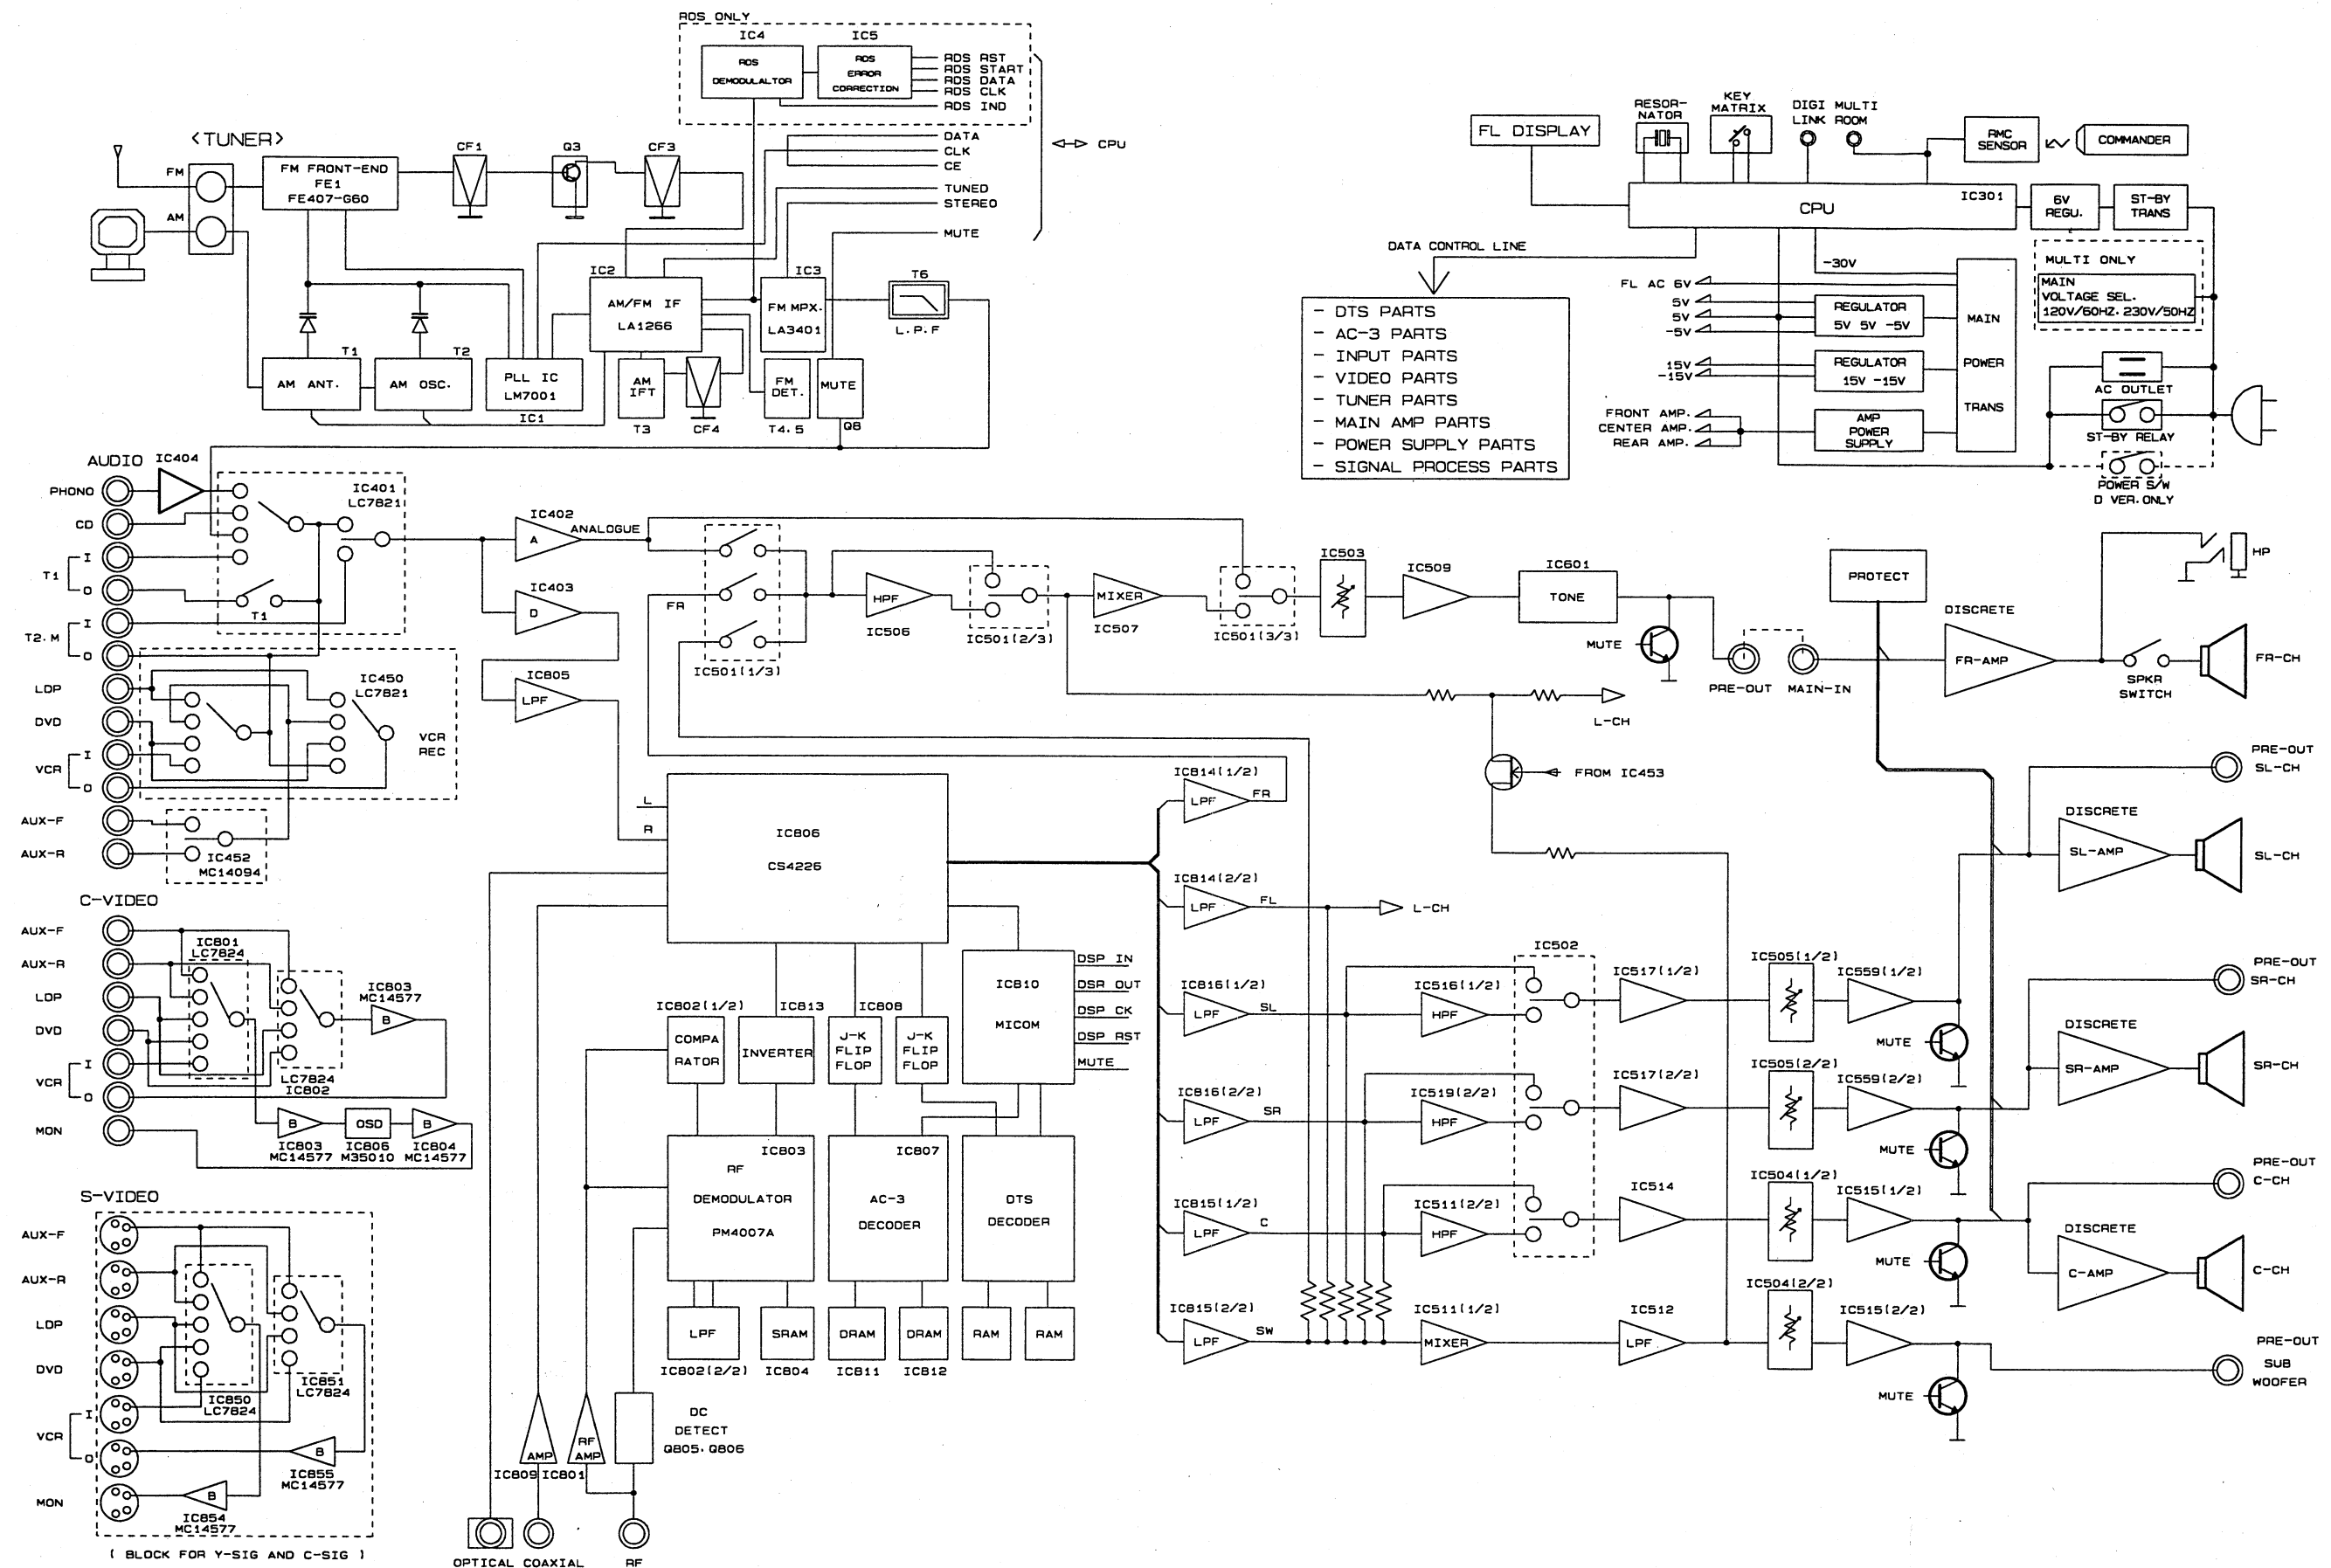 RDS ONLY
IC4
IC5
RDS
DEMODULALTOR
RDS
ERROR
CORRECTION
RDS RST
RDS START
RDS DATA
RDS CLK
RDS IND
DATA
CLK
CE
TUNED
STEREO
MUTE
CPU
<TUNER>
FM
AM
FM FRONT-END
FE1
FE407-G60
CF1
Q3
CF3
IC2
AM/FM IF
LA1266
IC3
FM MPX.
LA3401
T6
L.P.F
T1
AM ANT.
T2
AM OSC.
PLL IC
LM7001
IC1
AM
IFT
T3
CF4
FM
DET.
T4.5
MUTE
Q8
FL DISPLAY
RESOR-
NATOR
KEY
MATRIX
DIGI
LINK
MULTI
ROOM
RMC
SENSOR
COMMANDER
IC301
CPU
6V
REGU.
ST-BY
TRANS
DATA CONTROL LINE
- DTS PARTS
- AC-3 PARTS
- INPUT PARTS
- VIDEO PARTS
- TUNER PARTS
- MAIN AMP PARTS
- POWER SUPPLY PARTS
- SIGNAL PROCESS PARTS
-30V
FL AC 6V
5V
5V
-5V
REGULATOR
5V 5V -5V
15V
-15V
REGULATOR
15V -15V
FRONT AMP.
CENTER AMP.
REAR AMP.
AMP
POWER
SUPPLY
MAIN
POWER
TRANS
MULTI ONLY
MAIN
VOLTAGE SEL.
120V/60HZ.230V/50HZ
AC OUTLET
ST-BY RELAY
POWER S/W
D VER.ONLY
AUDIO
IC404
PHONO
CD
T1
I
O
T2.M
I
O
LDP
DVD
VCR
I
O
AUX-F
AUX-R
IC401
LC7821
T1
IC450
LC7821
VCR
REC
IC452
MC14094
IC402
A
ANALOGUE
IC403
D
IC805
LPF
FR
IC501(1/3)
HPF
IC506
IC501(2/3)
MIXER
IC507
IC501(3/3)
IC503
IC509
IC601
TONE
MUTE
PRE-OUT
MAIN-IN
PROTECT
DISCRETE
FR-AMP
HP
SPKR
SWITCH
FR-CH
L-CH
FROM IC453
L
R
IC806
CS4226
IC814(1/2)
LPF
FR
IC814(2/2)
LPF
FL
L-CH
PRE-OUT
SL-CH
DISCRETE
SL-AMP
SL-CH
C-VIDEO
AUX-F
AUX-R
LDP
DVD
VCR
I
O
MON
IC801
LC7824
LC7824
IC802
IC803
MC14577
B
B
IC803
MC14577
OSD
IC806
M35010
B
IC804
MC14577
IC802(1/2)
COMPA
RATOR
IC813
INVERTER
IC808
J-K
FLIP
FLOP
J-K
FLIP
FLOP
IC810
MICOM
DSP IN
DSR OUT
DSP CK
DSP RST
MUTE
IC803
RF
DEMODULATOR
PM4007A
IC807
AC-3
DECODER
DTS
DECODER
LPF
IC802(2/2)
SRAM
IC804
DRAM
IC811
DRAM
IC812
RAM
RAM
IC816(1/2)
LPF
SL
IC516(1/2)
HPF
IC502
IC517(1/2)
IC505(1/2)
IC559(1/2)
MUTE
PRE-OUT
SR-CH
DISCRETE
SR-AMP
SR-CH
IC816(2/2)
LPF
SR
IC519(2/2)
HPF
IC517(2/2)
IC505(2/2)
IC559(2/2)
MUTE
PRE-OUT
C-CH
IC815(1/2)
LPF
C
IC511(2/2)
HPF
IC514
IC504(1/2)
IC515(1/2)
MUTE
DISCRETE
C-AMP
C-CH
IC815(2/2)
LPF
SW
IC511(1/2)
MIXER
IC512
LPF
IC504(2/2)
IC515(2/2)
MUTE
PRE-OUT
SUB
WOOFER
S-VIDEO
AUX-F
AUX-R
LDP
DVD
VCR
I
O
MON
IC850
LC7824
IC851
LC7824
B
IC855
MC14577
B
IC854
MC14577
( BLOCK FOR Y-SIG AND C-SIG )
AMP
IC809
RF
AMP
IC801
DC
DETECT
Q805.Q806
OPTICAL
COAXIAL
RF